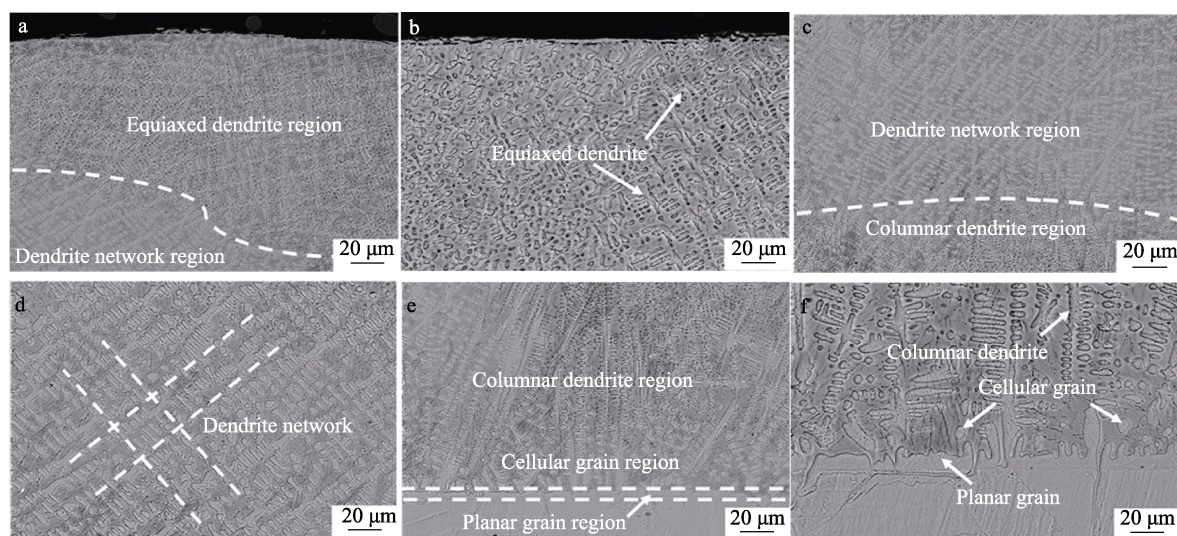 a
Equiaxed dendrite region
Dendrite network region
20 μm
b
Equiaxed dendrite
20 μm
c
Dendrite network region
Columnar dendrite region
20 μm
d
Dendrite network
20 μm
e
Columnar dendrite region
Cellular grain region
Planar grain region
20 μm
f
Columnar dendrite
Cellular grain
Planar grain
20 μm